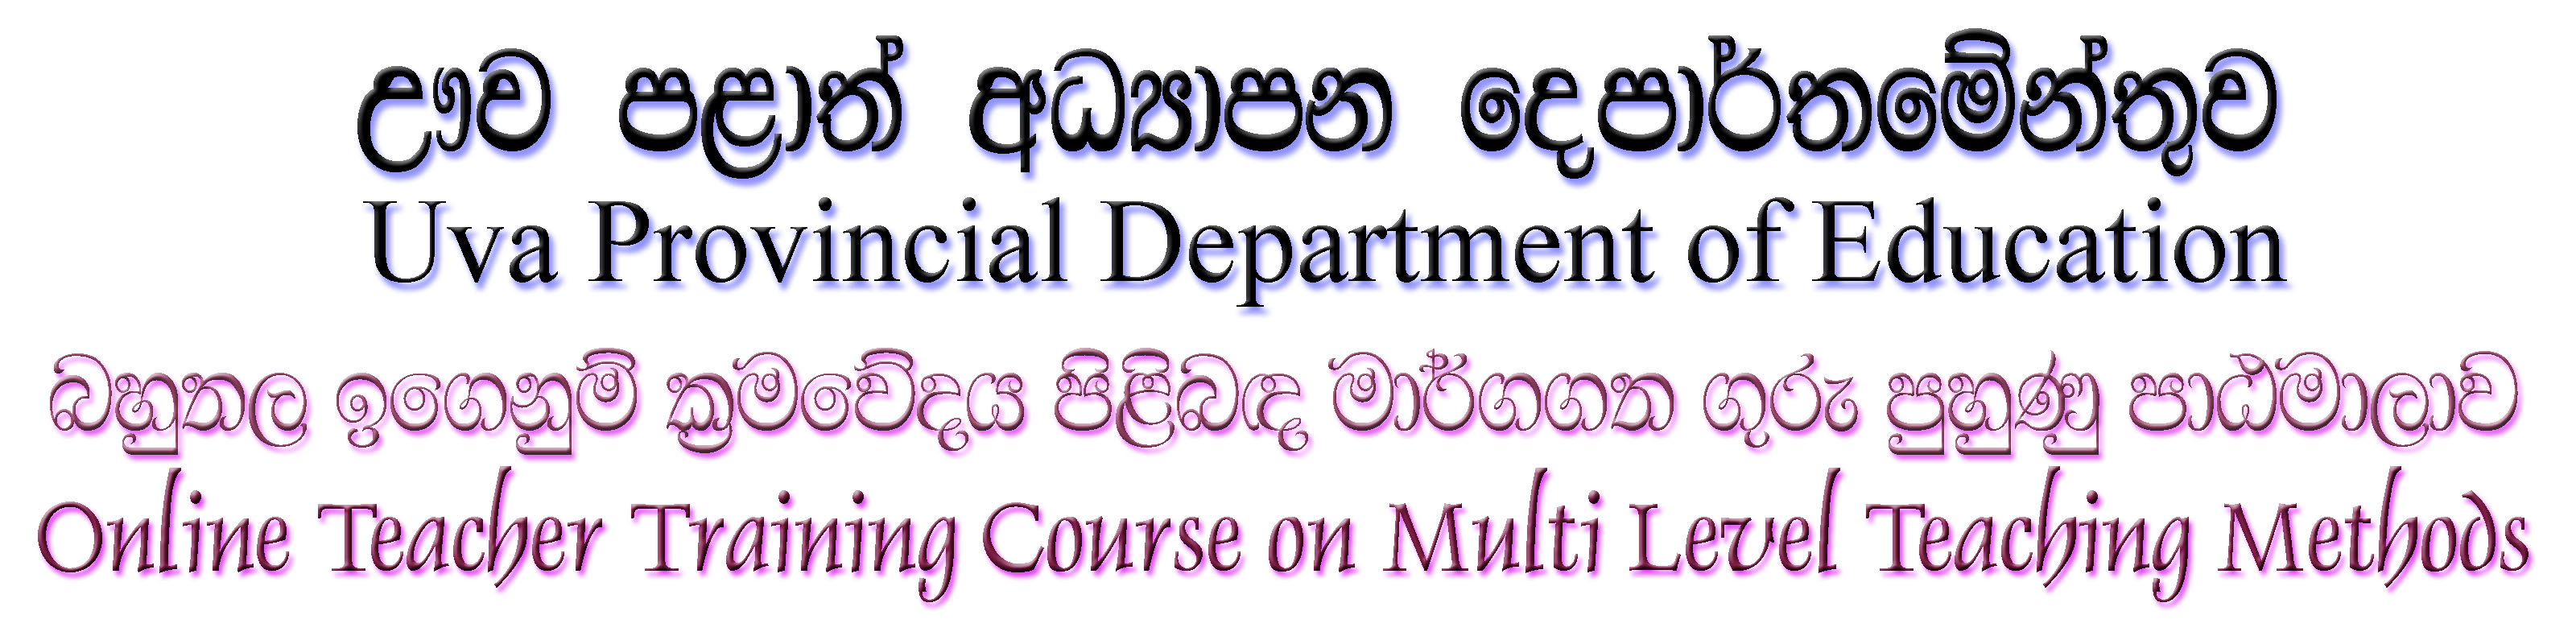 ඌව පළාත් අධ්‍යාපන දෙපාර්තමේන්තුව
Uva Provincial Department of Education
බහුතල ඉගෙනුම් ක්‍රමවේදය පිළිබඳ මාර්ගගත ගුරු පුහුණු පාඨමාලාව
Online Teacher Training Course on Multi Level Teaching Methods